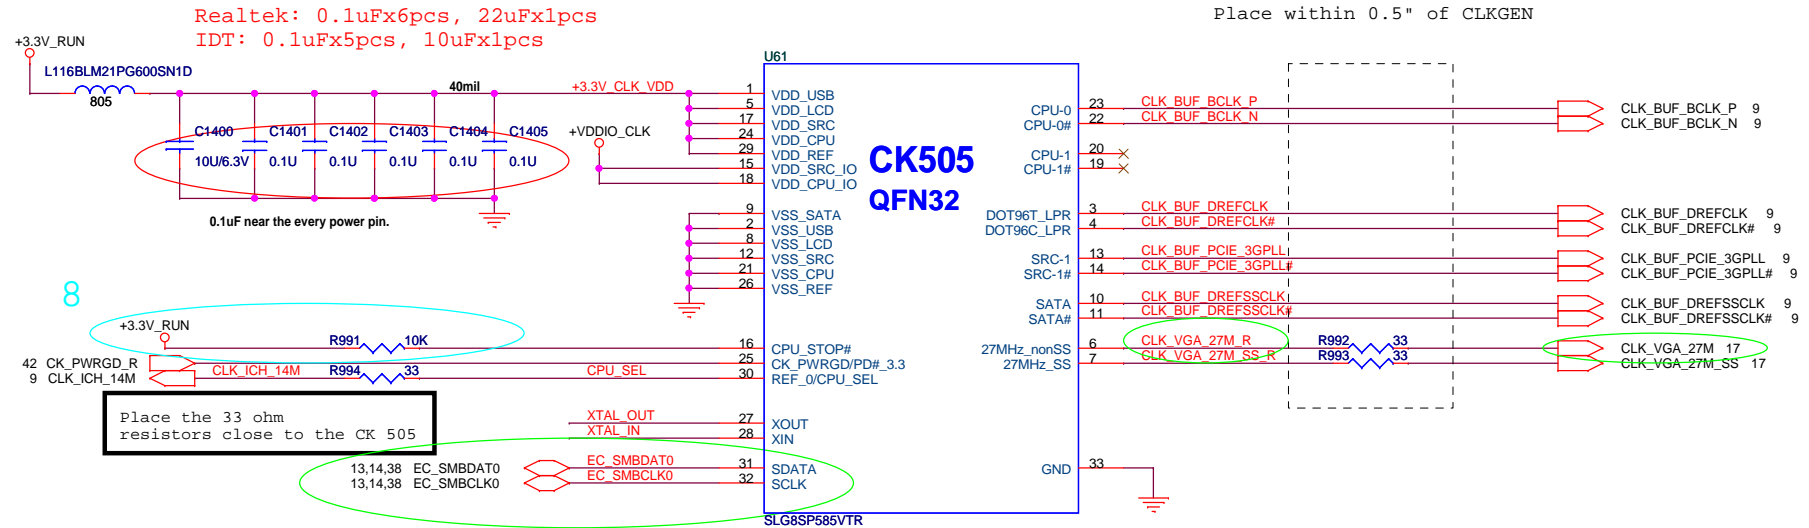 Realtek: 0.1uFx6pcs, 22uFx1pcs
IDT: 0.1uFx5pcs, 10uFx1pcs
Place within 0.5" of CLKGEN
+3.3V_RUN
L116BLM21PG600SN1D
805
40mil
+3.3V_CLK_VDD
C1400
10U/6.3V
C1401
0.1U
C1402
0.1U
C1403
0.1U
C1404
0.1U
C1405
0.1U
0.1uF near the every power pin.
+VDDIO_CLK
U61
CK505
QFN32
1 VDD_USB
5 VDD_LCD
17 VDD_SRC
24 VDD_CPU
29 VDD_REF
15 VDD_SRC_IO
18 VDD_CPU_IO
9 VSS_SATA
2 VSS_USB
8 VSS_LCD
12 VSS_SRC
21 VSS_CPU
26 VSS_REF
8
+3.3V_RUN
R991 10K
16 CPU_STOP#
42 CK_PWRGD_R
25 CK_PWRGD/PD#_3.3
9 CLK_ICH_14M
CLK_ICH_14M
R994 33
CPU_SEL
30 REF_0/CPU_SEL
Place the 33 ohm
resistors close to the CK 505
XTAL_OUT 27 XOUT
XTAL_IN 28 XIN
13,14,38 EC_SMBDAT0
EC_SMBDAT0 31 SDATA
13,14,38 EC_SMBCLK0
EC_SMBCLK0 32 SCLK
SLG8SP585VTR
CPU-0 23 CLK_BUF_BCLK_P CLK_BUF_BCLK_P 9
CPU-0# 22 CLK_BUF_BCLK_N CLK_BUF_BCLK_N 9
CPU-1 20
CPU-1# 19
DOT96T_LPR 3 CLK_BUF_DREFCLK CLK_BUF_DREFCLK 9
DOT96C_LPR 4 CLK_BUF_DREFCLK# CLK_BUF_DREFCLK# 9
SRC-1 13 CLK_BUF_PCIE_3GPLL CLK_BUF_PCIE_3GPLL 9
SRC-1# 14 CLK_BUF_PCIE_3GPLL# CLK_BUF_PCIE_3GPLL# 9
SATA 10 CLK_BUF_DREFSSCLK CLK_BUF_DREFSSCLK 9
SATA# 11 CLK_BUF_DREFSSCLK# CLK_BUF_DREFSSCLK# 9
27MHz_nonSS 6 CLK_VGA_27M_R R992 33 CLK_VGA_27M 17
27MHz_SS 7 CLK_VGA_27M_SS_R R993 33 CLK_VGA_27M_SS 17
GND 33